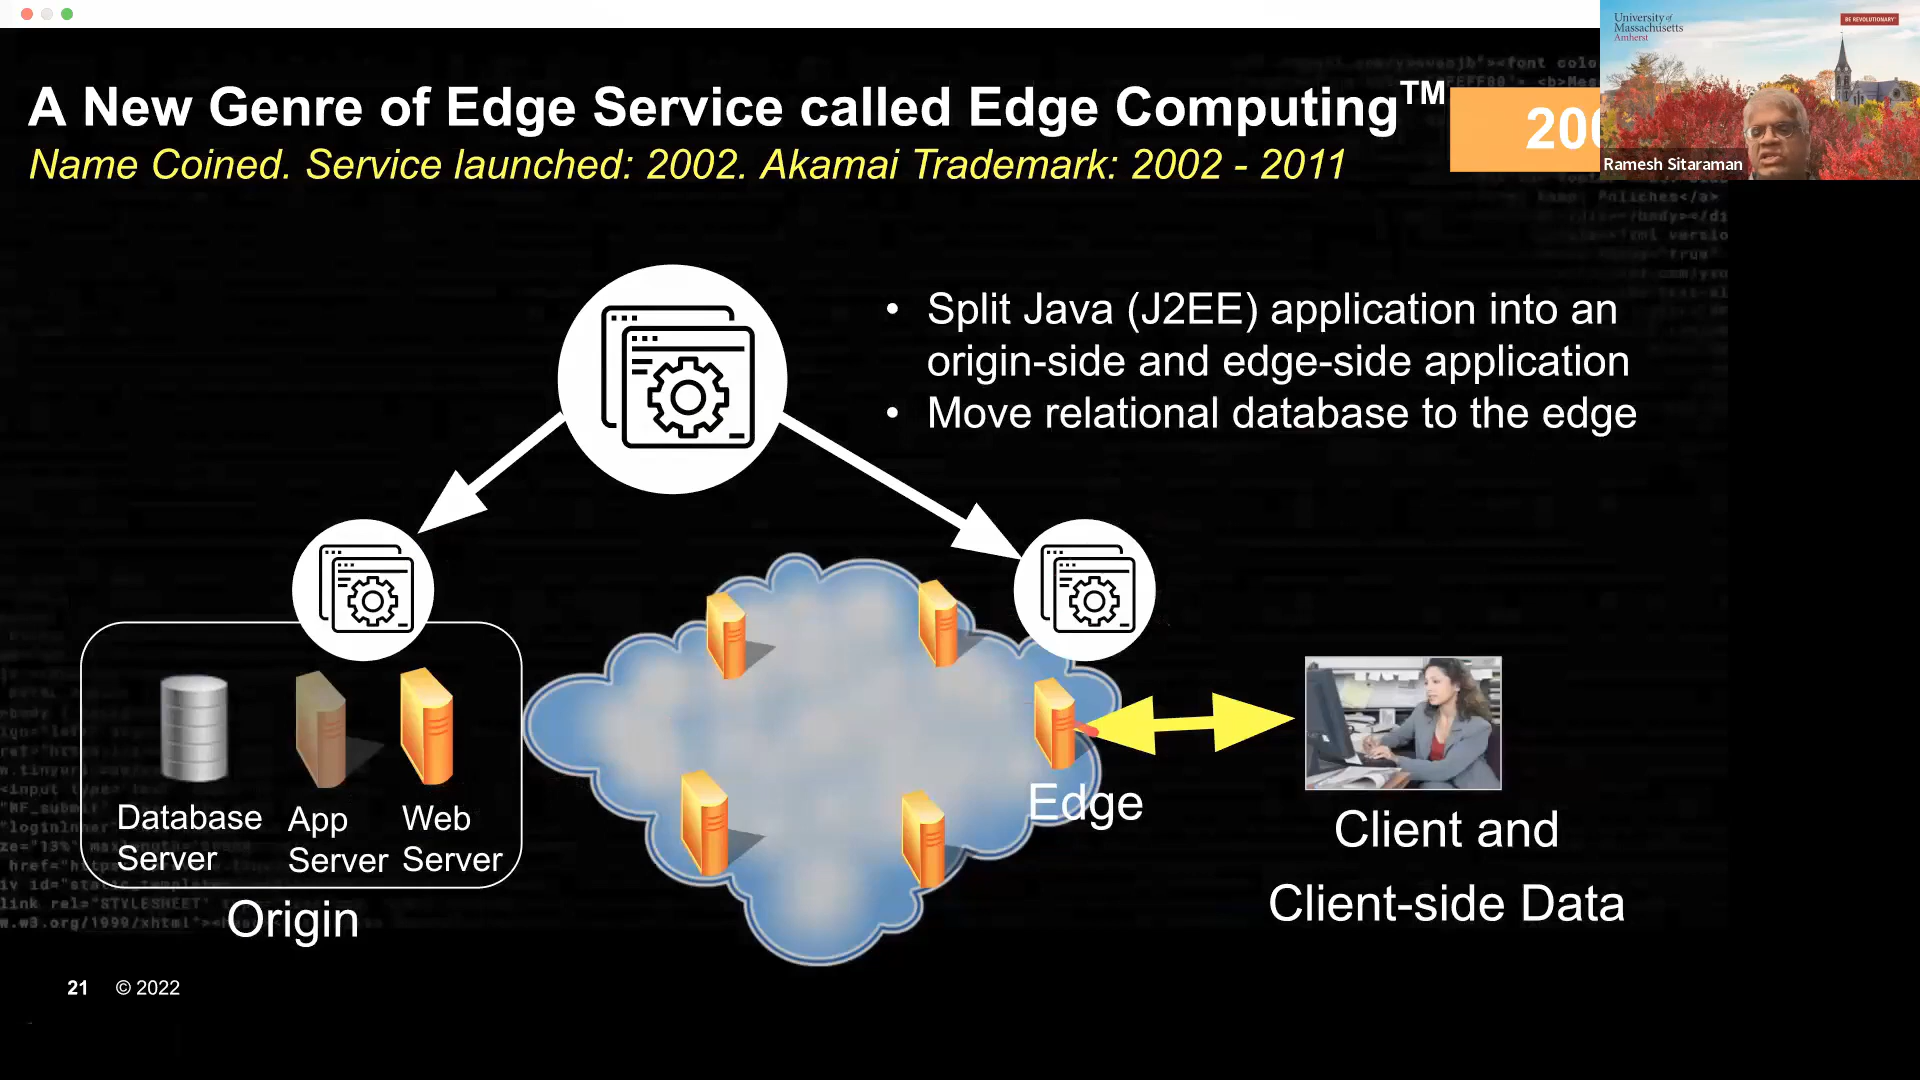 University of
Massachusetts
Amherst
BE REVOLUTIONARY™
A New Genre of Edge Service called Edge Computing™
Name Coined. Service launched: 2002. Akamai Trademark: 2002 - 2011
Ramesh Sitaraman
• Split Java (J2EE) application into an
origin-side and edge-side application
• Move relational database to the edge
Database
Server
App
Server
Web
Server
Origin
Edge
Client and
Client-side Data
21 © 2022